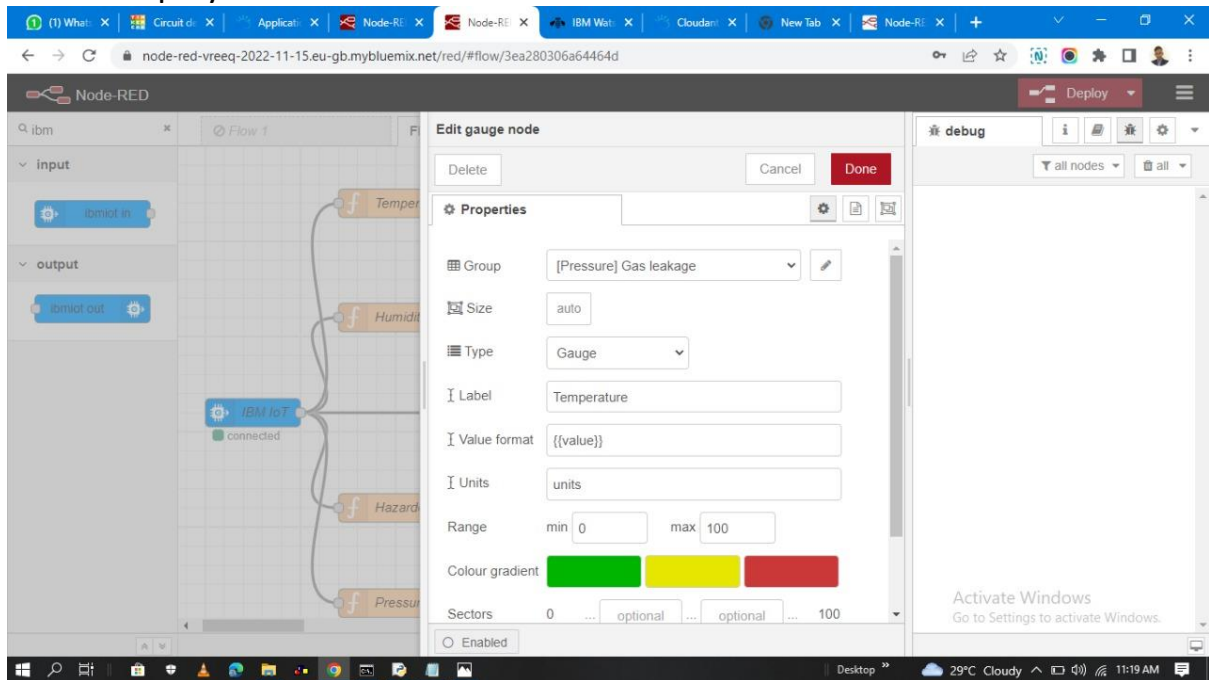 (1) What: Circuit de Applicatic Node-RE Node-RE IBM Wat Cloudant New Tab Node-RE
node-red-vreeq-2022-11-15.eu-gb.mybluemix.net/red/#flow/3ea280306a64464d
Node-RED Deploy
ibm Flow 1 Fl Edit gauge node debug i
input Delete Cancel Done all nodes all
ibmiot in Temper Properties
output Group [Pressure] Gas leakage
ibmiot out Humidit Size auto
Type Gauge
IBM IoT Label Temperature
connected Value format {{value}}
Units units
Hazard Range min 0 max 100
Colour gradient
Pressur Sectors 0 ... optional ... optional ... 100
Activate Windows
Go to Settings to activate Windows.
Enabled
Desktop » 29°C Cloudy 11:19 AM